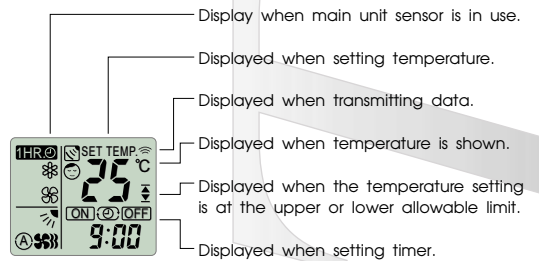 Display when main unit sensor is in use.
Displayed when setting temperature.
Displayed when transmitting data.
Displayed when temperature is shown.
Displayed when the temperature setting
is at the upper or lower allowable limit.
Displayed when setting timer.
1HR.
SET TEMP.
25 °C
ON OFF
A 9:00